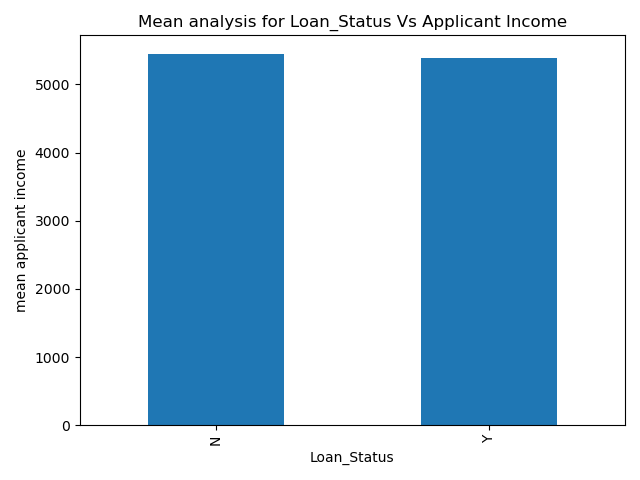 Mean analysis for Loan_Status Vs Applicant Income
mean applicant income
5000
4000
3000
2000
1000
0
N
Y
Loan_Status